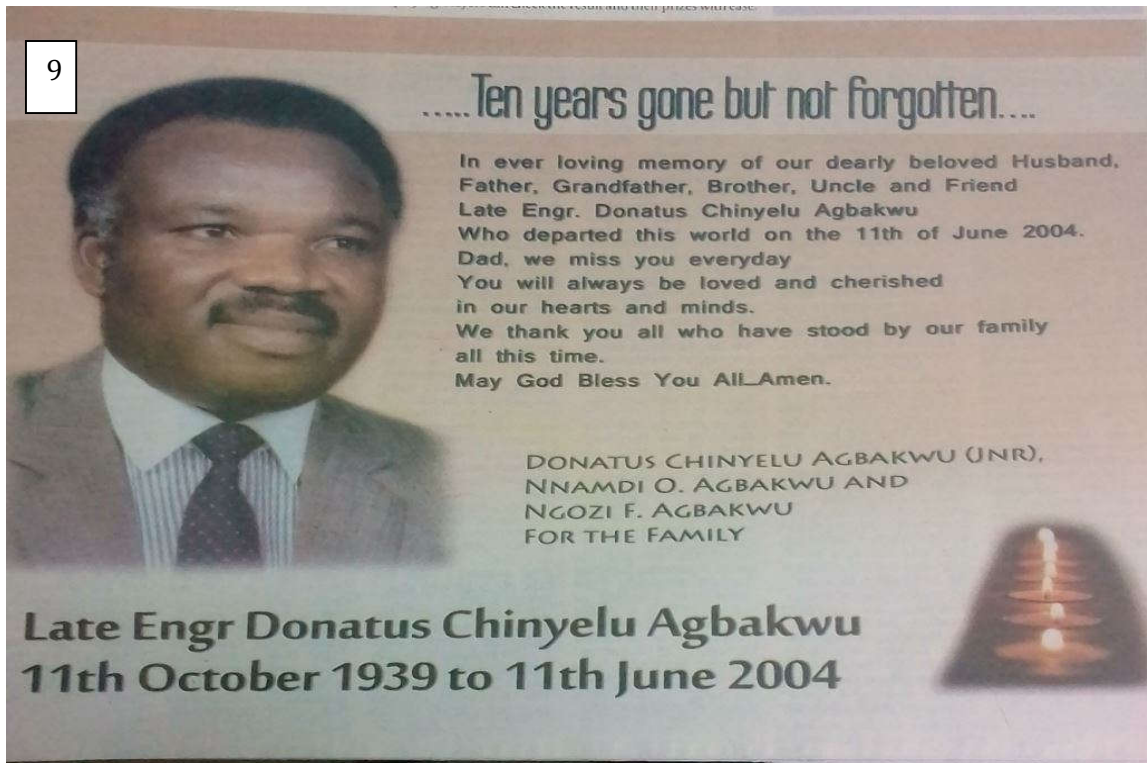 9
.....Ten years gone but not forgotten....
In ever loving memory of our dearly beloved Husband,
Father, Grandfather, Brother, Uncle and Friend
Late Engr. Donatus Chinyelu Agbakwu
Who departed this world on the 11th of June 2004.
Dad, we miss you everyday
You will always be loved and cherished
in our hearts and minds.
We thank you all who have stood by our family
all this time.
May God Bless You All_Amen.
DONATUS CHINYELU AGBAKWU (JNR),
NNAMDI O. AGBAKWU AND
NGOZI F. AGBAKWU
FOR THE FAMILY
Late Engr Donatus Chinyelu Agbakwu
11th October 1939 to 11th June 2004